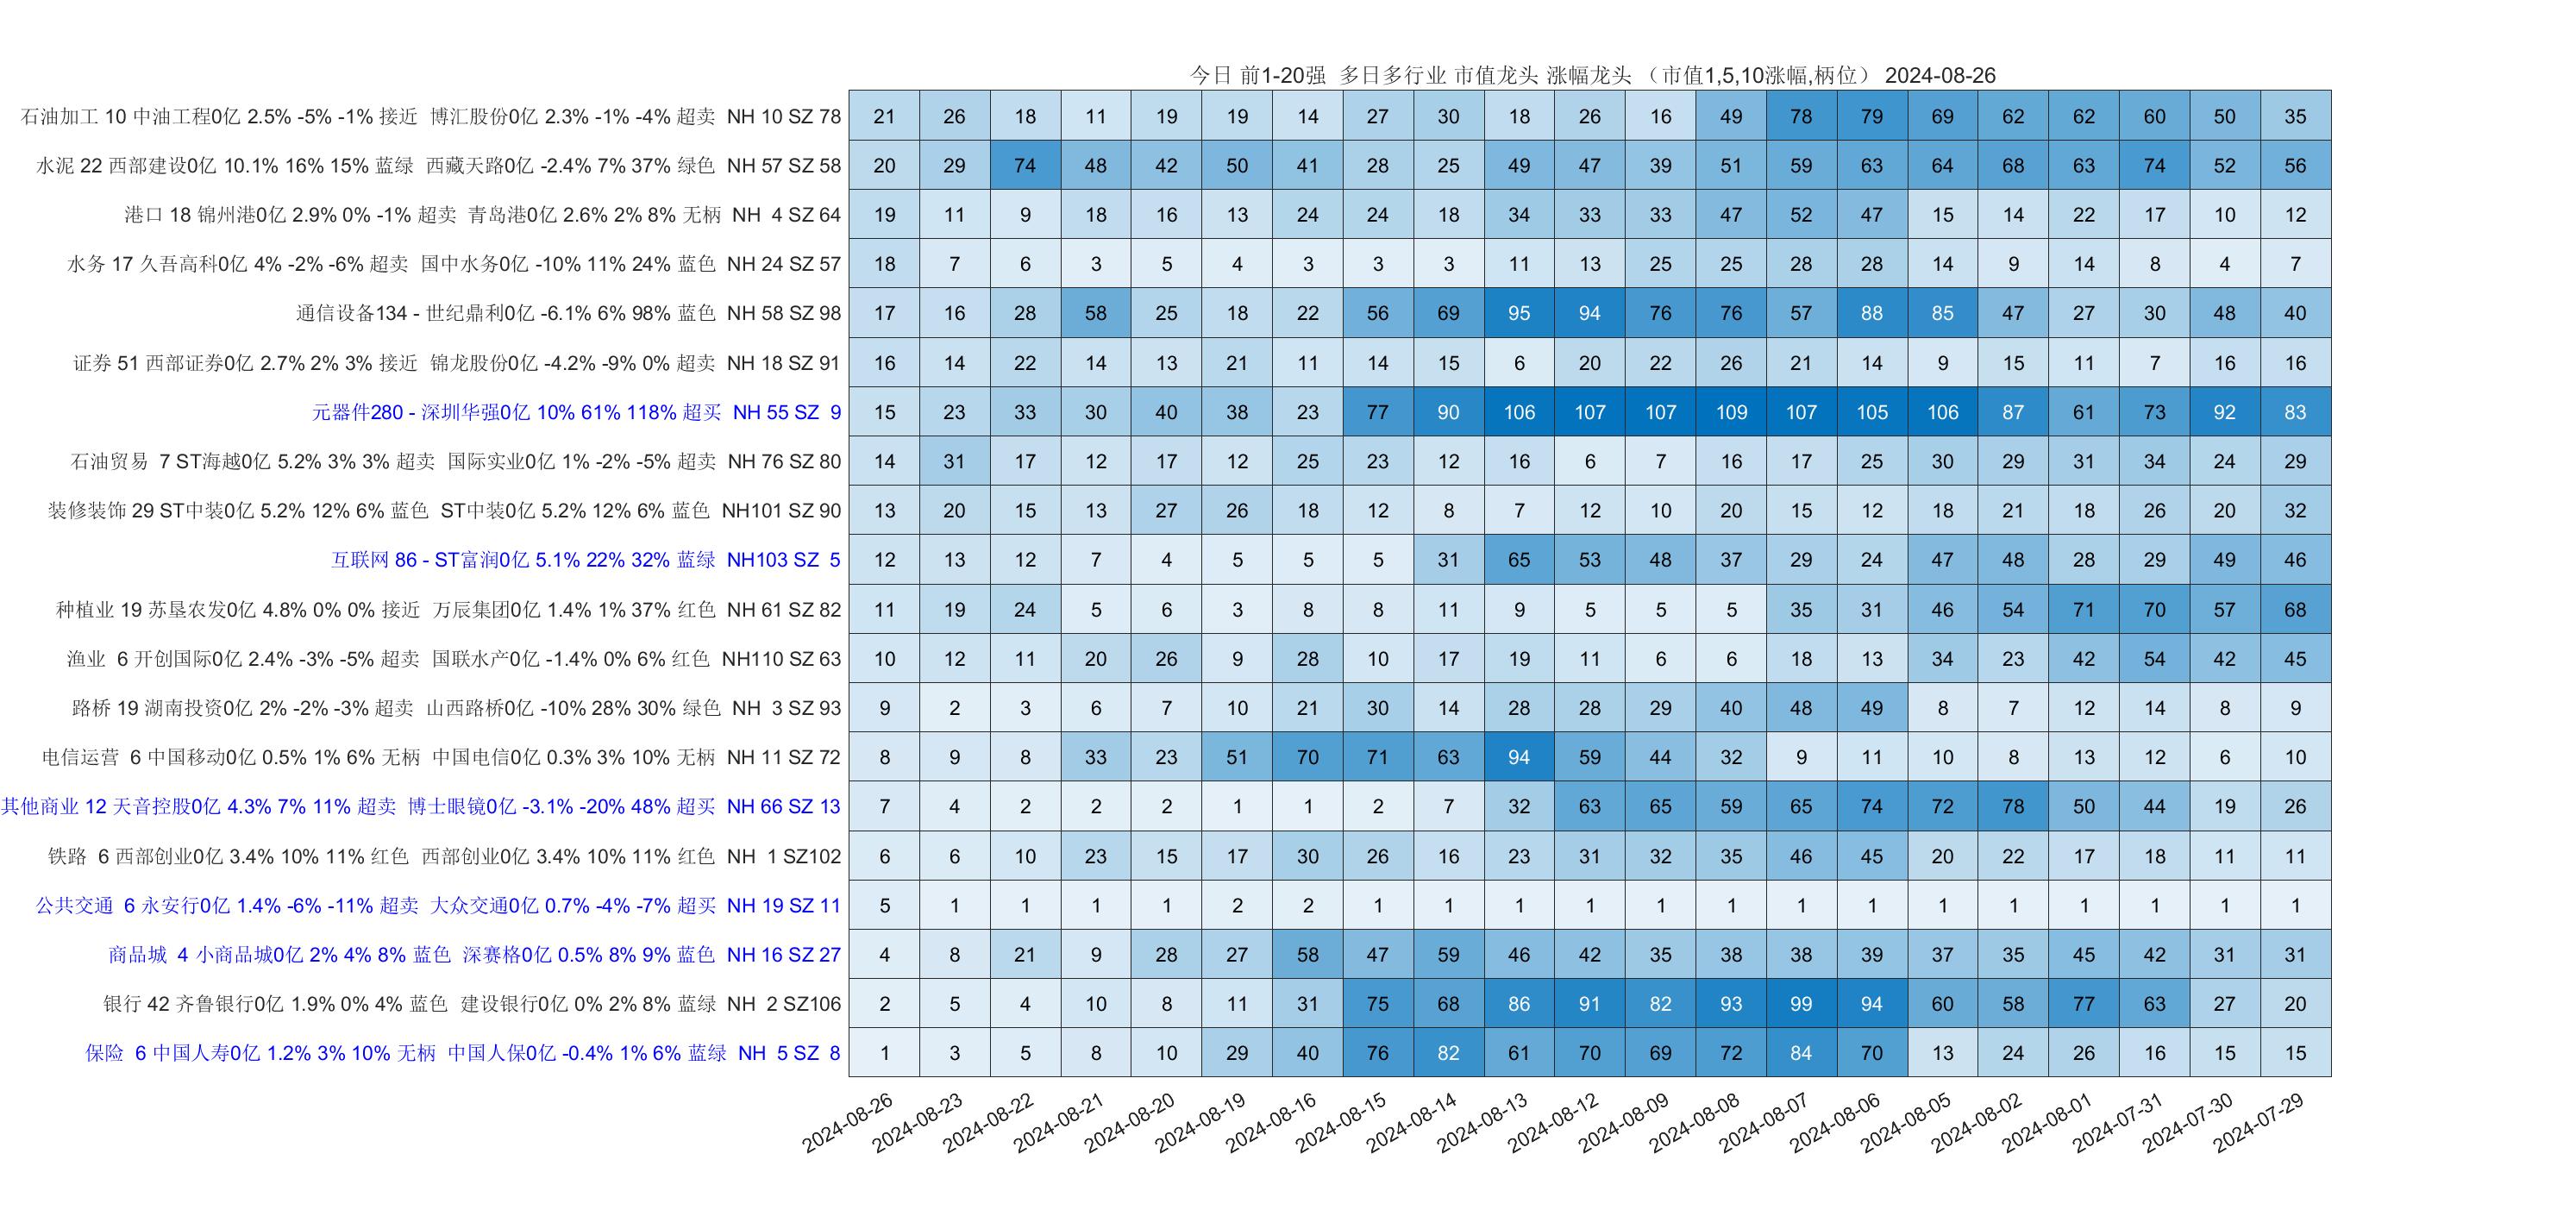 今日 前1-20强 多日多行业 市值龙头 涨幅龙头 （市值1,5,10涨幅,柄位） 2024-08-26
石油加工 10 中油工程0亿 2.5% -5% -1% 接近 博汇股份0亿 2.3% -1% -4% 超卖 NH 10 SZ 78 21 26 18 11 19 19 14 27 30 18 26 16 49 78 79 69 62 62 60 50 35
水泥 22 西部建设0亿 10.1% 16% 15% 蓝绿 西藏天路0亿 -2.4% 7% 37% 绿色 NH 57 SZ 58 20 29 74 48 42 50 41 28 25 49 47 39 51 59 63 64 68 63 74 52 56
港口 18 锦州港0亿 2.9% 0% -1% 超卖 青岛港0亿 2.6% 2% 8% 无柄 NH 4 SZ 64 19 11 9 18 16 13 24 24 18 34 33 33 47 52 47 15 14 22 17 10 12
水务 17 久吾高科0亿 4% -2% -6% 超卖 国中水务0亿 -10% 11% 24% 蓝色 NH 24 SZ 57 18 7 6 3 5 4 3 3 3 11 13 25 25 28 28 14 9 14 8 4 7
通信设备134 - 世纪鼎利0亿 -6.1% 6% 98% 蓝色 NH 58 SZ 98 17 16 28 58 25 18 22 56 69 95 94 76 76 57 88 85 47 27 30 48 40
证券 51 西部证券0亿 2.7% 2% 3% 接近 锦龙股份0亿 -4.2% -9% 0% 超卖 NH 18 SZ 91 16 14 22 14 13 21 11 14 15 6 20 22 26 21 14 9 15 11 7 16 16
元器件280 - 深圳华强0亿 10% 61% 118% 超买 NH 55 SZ 9 15 23 33 30 40 38 23 77 90 106 107 107 109 107 105 106 87 61 73 92 83
石油贸易 7 ST海越0亿 5.2% 3% 3% 超卖 国际实业0亿 1% -2% -5% 超卖 NH 76 SZ 80 14 31 17 12 17 12 25 23 12 16 6 7 16 17 25 30 29 31 34 24 29
装修装饰 29 ST中装0亿 5.2% 12% 6% 蓝色 ST中装0亿 5.2% 12% 6% 蓝色 NH101 SZ 90 13 20 15 13 27 26 18 12 8 7 12 10 20 15 12 18 21 18 26 20 32
互联网 86 - ST富润0亿 5.1% 22% 32% 蓝绿 NH103 SZ 5 12 13 12 7 4 5 5 5 31 65 53 48 37 29 24 47 48 28 29 49 46
种植业 19 苏垦农发0亿 4.8% 0% 0% 接近 万辰集团0亿 1.4% 1% 37% 红色 NH 61 SZ 82 11 19 24 5 6 3 8 8 11 9 5 5 5 35 31 46 54 71 70 57 68
渔业 6 开创国际0亿 2.4% -3% -5% 超卖 国联水产0亿 -1.4% 0% 6% 红色 NH110 SZ 63 10 12 11 20 26 9 28 10 17 19 11 6 6 18 13 34 23 42 54 42 45
路桥 19 湖南投资0亿 2% -2% -3% 超卖 山西路桥0亿 -10% 28% 30% 绿色 NH 3 SZ 93 9 2 3 6 7 10 21 30 14 28 28 29 40 48 49 8 7 12 14 8 9
电信运营 6 中国移动0亿 0.5% 1% 6% 无柄 中国电信0亿 0.3% 3% 10% 无柄 NH 11 SZ 72 8 9 8 33 23 51 70 71 63 94 59 44 32 9 11 10 8 13 12 6 10
其他商业 12 天音控股0亿 4.3% 7% 11% 超卖 博士眼镜0亿 -3.1% -20% 48% 超买 NH 66 SZ 13 7 4 2 2 2 1 1 2 7 32 63 65 59 65 74 72 78 50 44 19 26
铁路 6 西部创业0亿 3.4% 10% 11% 红色 西部创业0亿 3.4% 10% 11% 红色 NH 1 SZ102 6 6 10 23 15 17 30 26 16 23 31 32 35 46 45 20 22 17 18 11 11
公共交通 6 永安行0亿 1.4% -6% -11% 超卖 大众交通0亿 0.7% -4% -7% 超买 NH 19 SZ 11 5 1 1 1 1 2 2 1 1 1 1 1 1 1 1 1 1 1 1 1 1
商品城 4 小商品城0亿 2% 4% 8% 蓝色 深赛格0亿 0.5% 8% 9% 蓝色 NH 16 SZ 27 4 8 21 9 28 27 58 47 59 46 42 35 38 38 39 37 35 45 42 31 31
银行 42 齐鲁银行0亿 1.9% 0% 4% 蓝色 建设银行0亿 0% 2% 8% 蓝绿 NH 2 SZ106 2 5 4 10 8 11 31 75 68 86 91 82 93 99 94 60 58 77 63 27 20
保险 6 中国人寿0亿 1.2% 3% 10% 无柄 中国人保0亿 -0.4% 1% 6% 蓝绿 NH 5 SZ 8 1 3 5 8 10 29 40 76 82 61 70 69 72 84 70 13 24 26 16 15 15
2024-08-26 2024-08-23 2024-08-22 2024-08-21 2024-08-20 2024-08-19 2024-08-16 2024-08-15 2024-08-14 2024-08-13 2024-08-12 2024-08-09 2024-08-08 2024-08-07 2024-08-06 2024-08-05 2024-08-02 2024-08-01 2024-07-31 2024-07-30 2024-07-29